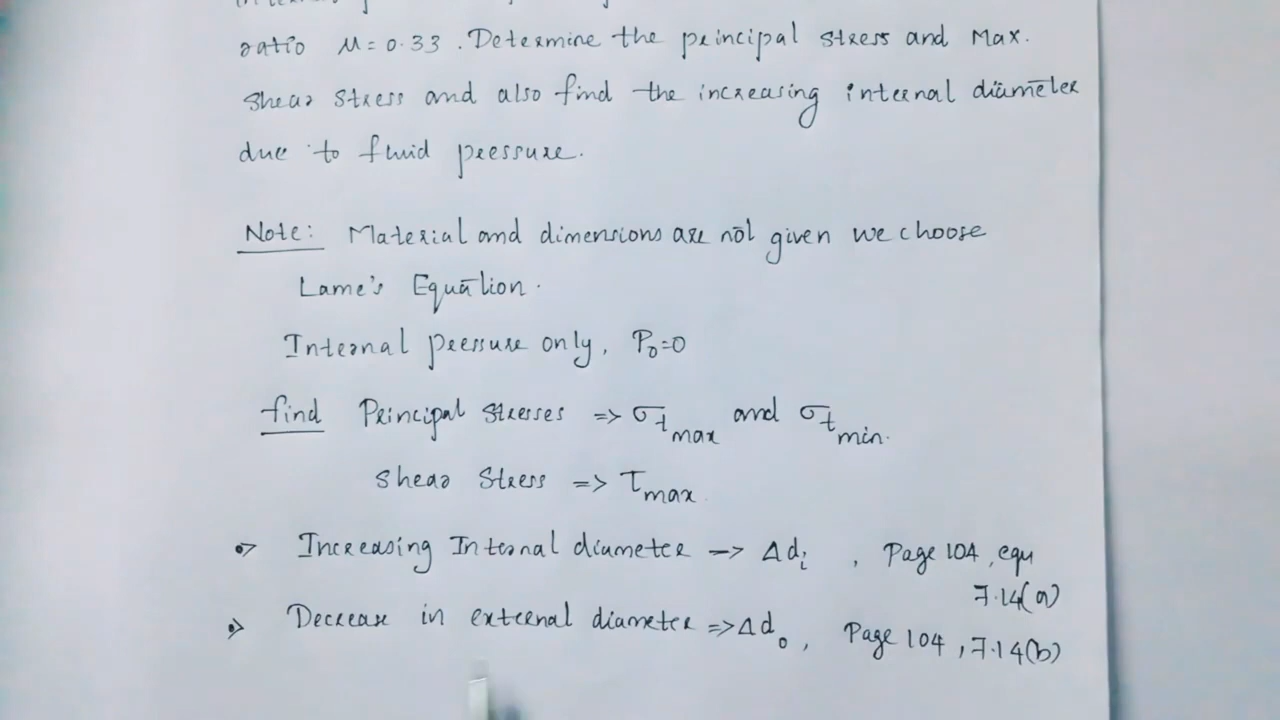 ratio μ = 0.33 . Determine the principal stress and Max.
Shear Stress and also find the increasing internal diameter
due to fluid pressure.
Note: Material and dimensions are not given we choose
Lame's Equation.
Internal pressure only, P₀=0
find Principal stresses => σt max and σt min.
Shear Stress => τmax
Increasing Internal diameter -> Δdi , Page 104, equ
7.14(a)
Decrease in external diameter => Δdo , Page 104 , 7.14(b)